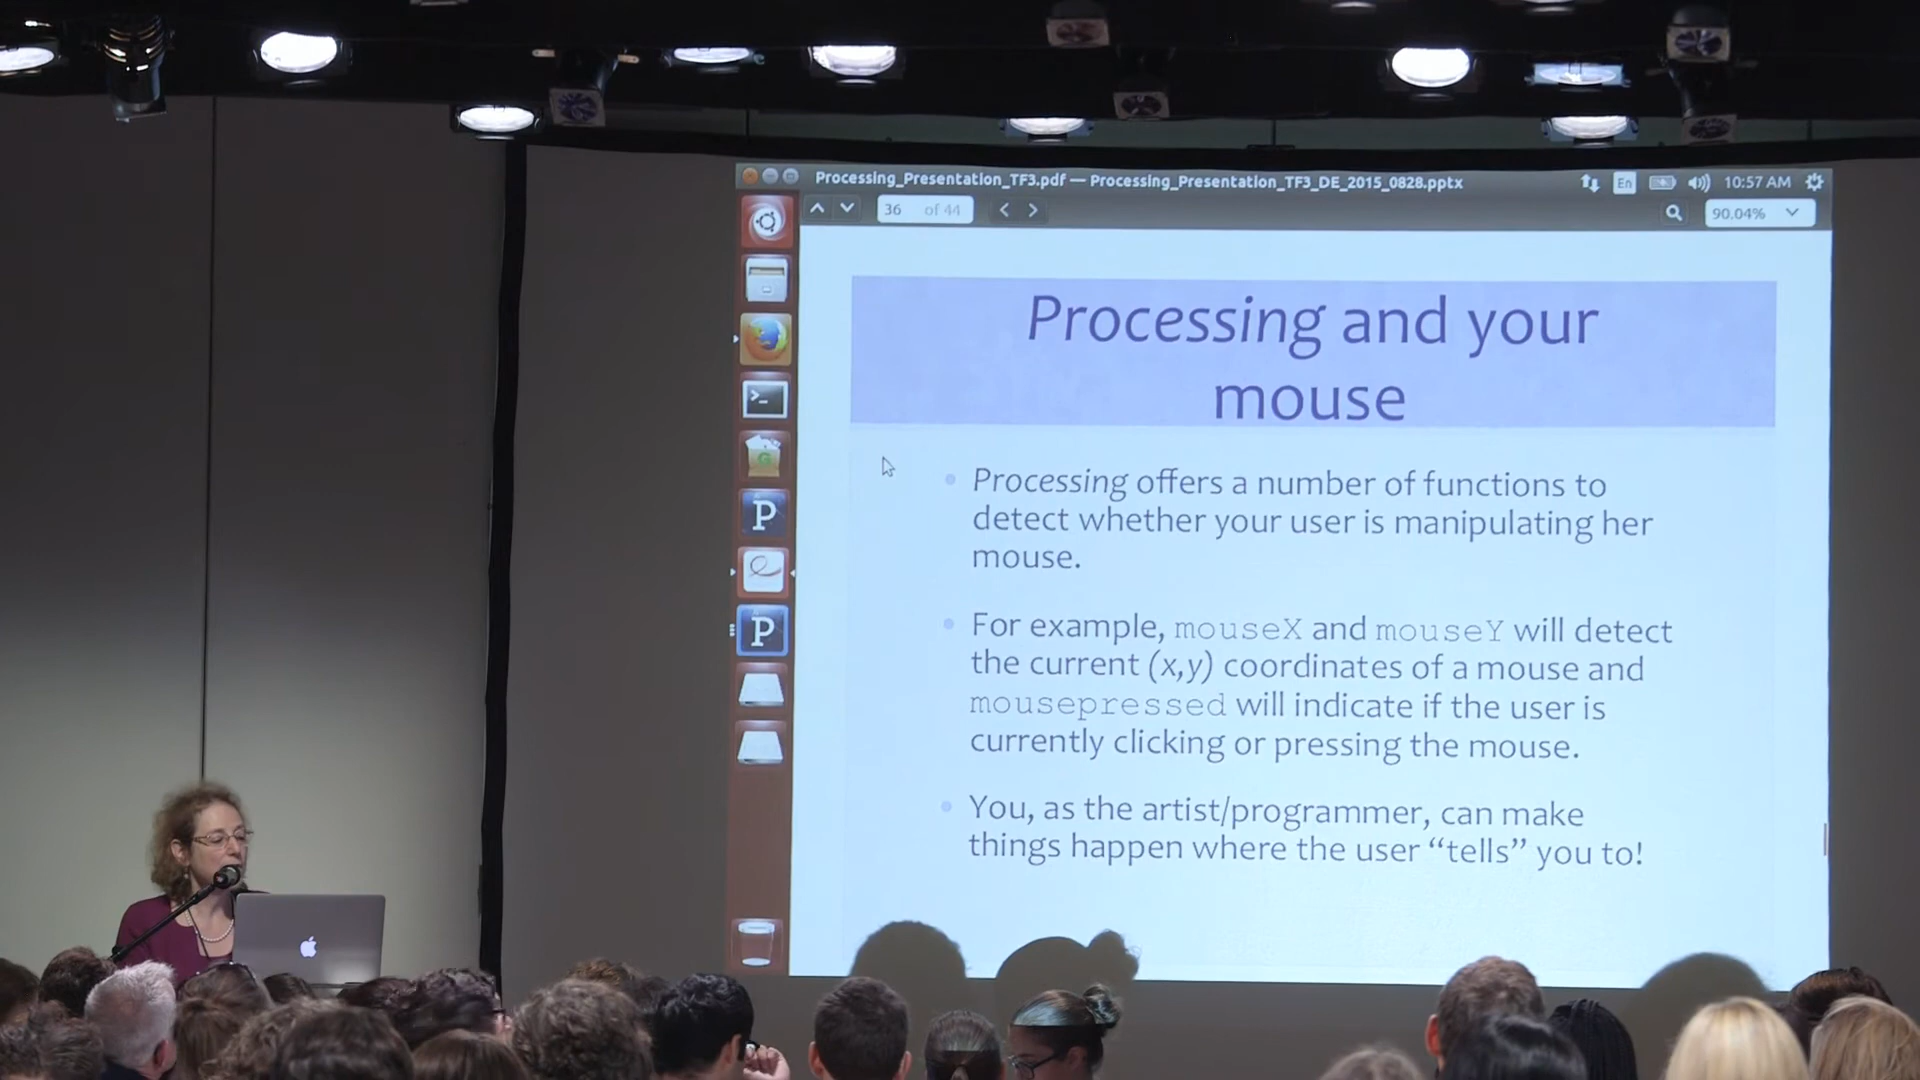 Processing_Presentation_TF3.pdf — Processing_Presentation_TF3_DE_2015_0828.pptx
En
10:57 AM
36 of 44
90.04%
Processing and your
mouse
Processing offers a number of functions to
detect whether your user is manipulating her
mouse.
For example, mouseX and mouseY will detect
the current (x,y) coordinates of a mouse and
mousepressed will indicate if the user is
currently clicking or pressing the mouse.
You, as the artist/programmer, can make
things happen where the user “tells” you to!
>_
G
P
P